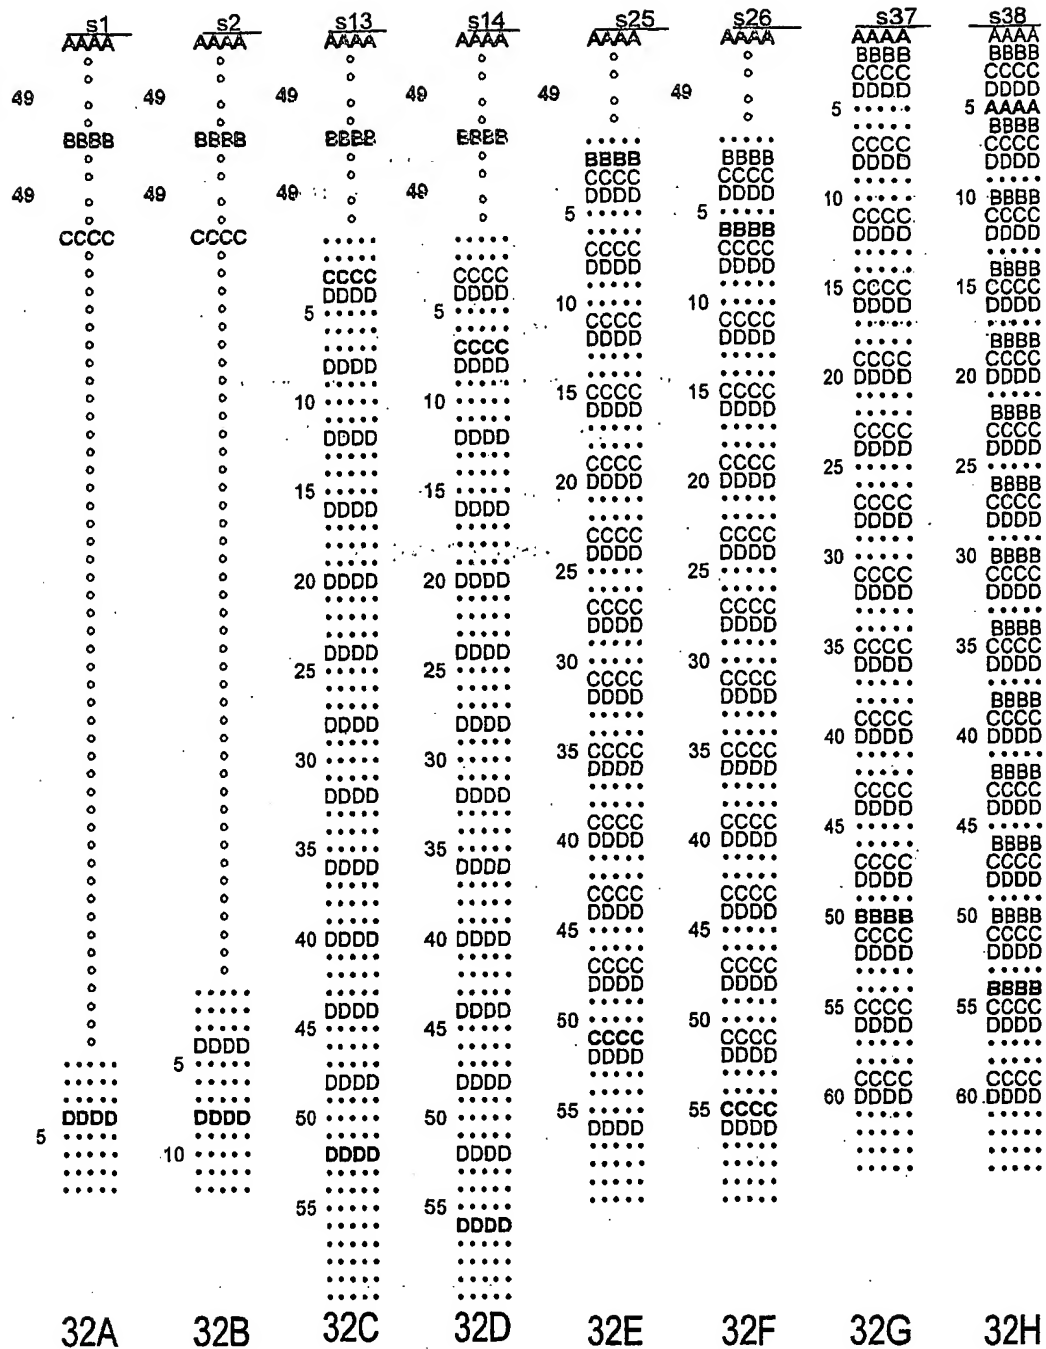 s1
AAAA
49
BBBB
49
CCCC
DDDD
5
32A
s2
AAAA
49
BBBB
49
CCCC
DDDD
5
DDDD
10
32B
s13
AAAA
49
BBBB
49
CCCC
DDDD
5
DDDD
10
DDDD
15
DDDD
20 DDDD
DDDD
25
DDDD
30
DDDD
35
DDDD
40 DDDD
DDDD
45
DDDD
50
DDDD
55
32C
s14
AAAA
49
BBBB
49
CCCC
DDDD
5
CCCC
DDDD
10
DDDD
15
DDDD
20 DDDD
DDDD
25
DDDD
30
DDDD
35
DDDD
40 DDDD
DDDD
45
DDDD
50
DDDD
55
DDDD
32D
s25
AAAA
49
BBBB
CCCC
DDDD
5
CCCC
DDDD
10
CCCC
DDDD
15 CCCC
DDDD
CCCC
20 DDDD
CCCC
DDDD
25
CCCC
DDDD
30
CCCC
DDDD
35 CCCC
DDDD
CCCC
40 DDDD
CCCC
DDDD
45
CCCC
DDDD
50
CCCC
DDDD
55
DDDD
32E
s26
AAAA
49
BBBB
CCCC
DDDD
5
BBBB
CCCC
DDDD
10
CCCC
DDDD
15 CCCC
DDDD
CCCC
20 DDDD
CCCC
DDDD
25
CCCC
DDDD
30
CCCC
DDDD
35 CCCC
DDDD
CCCC
40 DDDD
CCCC
DDDD
45
CCCC
DDDD
50
CCCC
DDDD
55 CCCC
DDDD
32F
s37
AAAA
BBBB
CCCC
DDDD
5
CCCC
DDDD
10
CCCC
DDDD
15 CCCC
DDDD
CCCC
20 DDDD
CCCC
DDDD
25
CCCC
DDDD
30
CCCC
DDDD
35 CCCC
DDDD
CCCC
40 DDDD
CCCC
DDDD
45
CCCC
DDDD
50 BBBB
CCCC
DDDD
55 CCCC
DDDD
CCCC
60 DDDD
32G
s38
AAAA
BBBB
CCCC
DDDD
5 AAAA
BBBB
CCCC
DDDD
10 BBBB
CCCC
DDDD
BBBB
15 CCCC
DDDD
BBBB
CCCC
20 DDDD
BBBB
CCCC
DDDD
25
BBBB
CCCC
DDDD
30 BBBB
CCCC
DDDD
BBBB
35 CCCC
DDDD
BBBB
CCCC
40 DDDD
BBBB
CCCC
DDDD
45
BBBB
CCCC
DDDD
50 BBBB
CCCC
DDDD
BBBB
55 CCCC
DDDD
CCCC
60 DDDD
32H